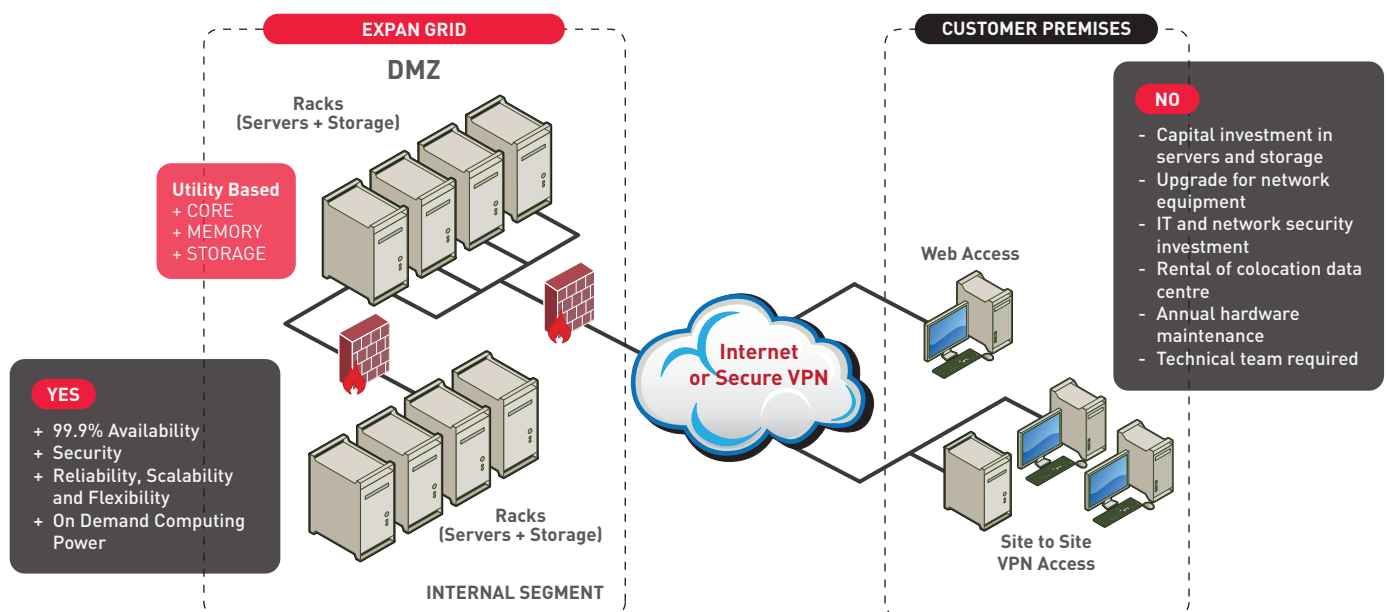 EXPAN GRID
DMZ
Racks
(Servers + Storage)
Utility Based
+ CORE
+ MEMORY
+ STORAGE
YES
+ 99.9% Availability
+ Security
+ Reliability, Scalability
and Flexibility
+ On Demand Computing
Power
Racks
(Servers + Storage)
INTERNAL SEGMENT
Internet
or Secure VPN
CUSTOMER PREMISES
Web Access
Site to Site
VPN Access
NO
- Capital investment in
servers and storage
- Upgrade for network
equipment
- IT and network security
investment
- Rental of colocation data
centre
- Annual hardware
maintenance
- Technical team required